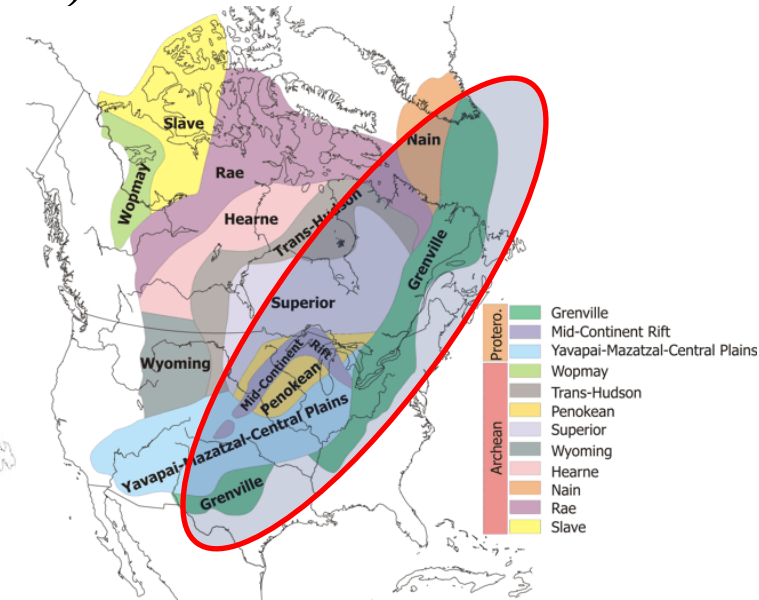 Slave
Nain
Wopmay
Rae
Hearne
Trans-Hudson
Grenville
Superior
Wyoming
Mid-Continent Rift
Penokean
Yavapai-Mazatzal-Central Plains
Grenville
Protero.
Grenville
Mid-Continent Rift
Yavapai-Mazatzal-Central Plains
Archean
Wopmay
Trans-Hudson
Penokean
Superior
Wyoming
Hearne
Nain
Rae
Slave